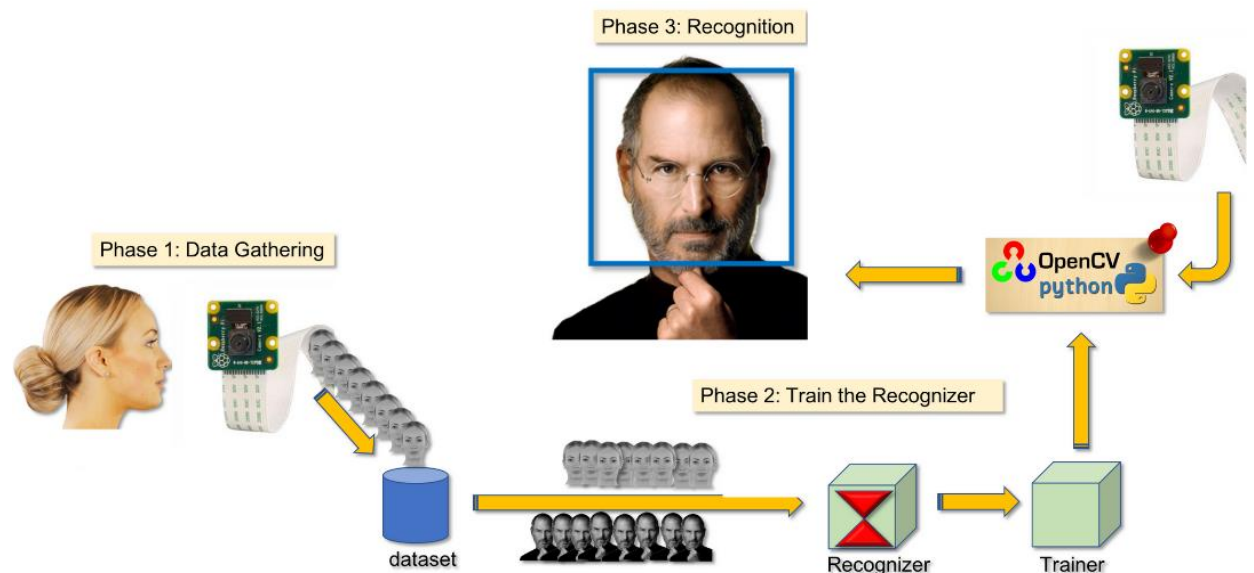 Phase 3: Recognition
Phase 1: Data Gathering
OpenCV
python
Phase 2: Train the Recognizer
dataset
Recognizer
Trainer